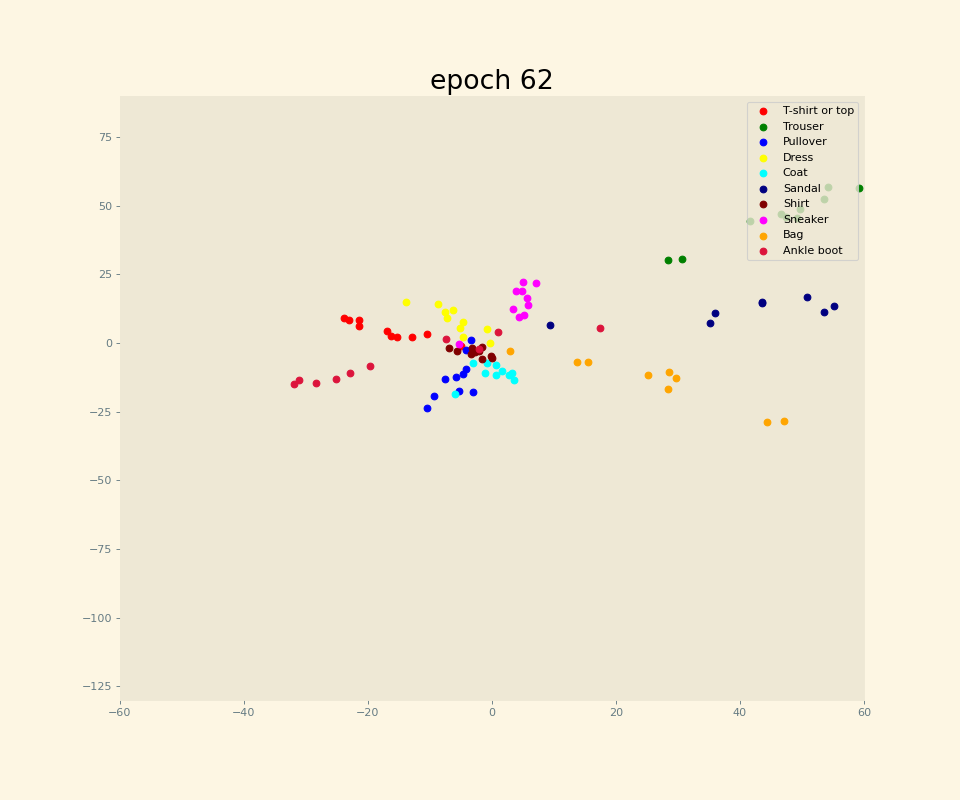 epoch 62
75
50
25
0
−25
−50
−75
−100
−125
−60
−40
−20
0
20
40
60
T-shirt or top
Trouser
Pullover
Dress
Coat
Sandal
Shirt
Sneaker
Bag
Ankle boot